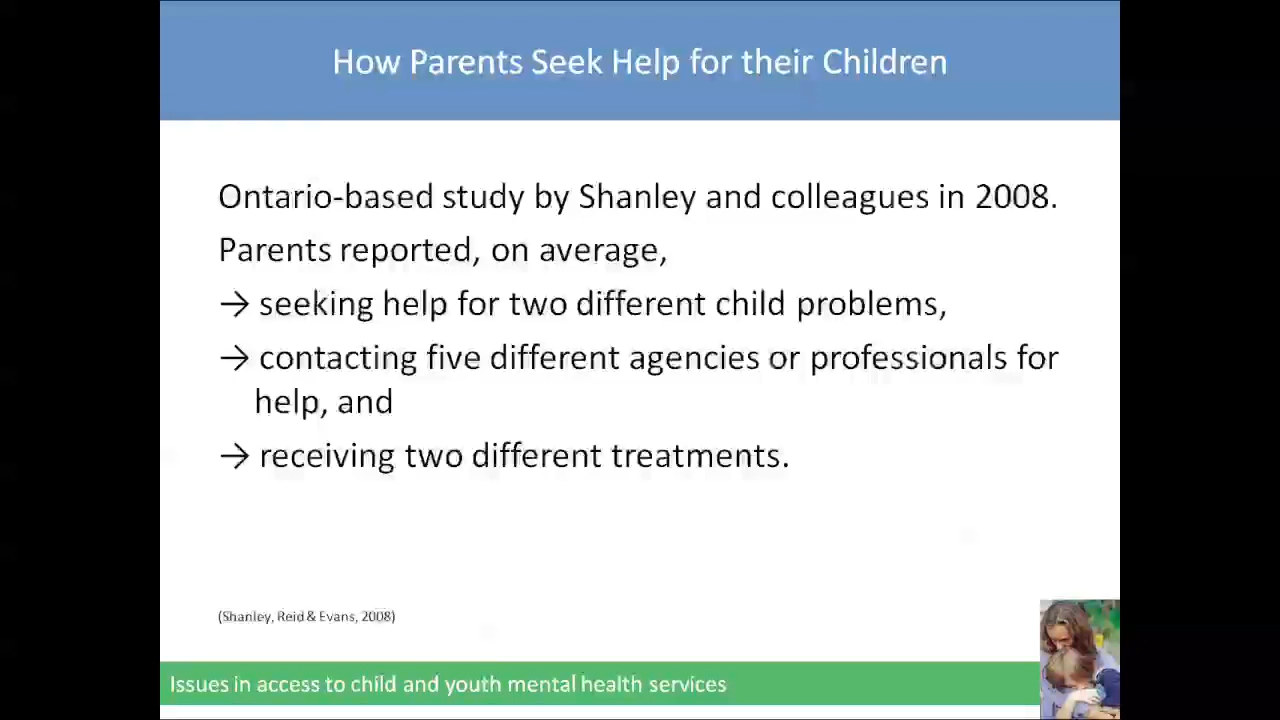 How Parents Seek Help for their Children
Ontario-based study by Shanley and colleagues in 2008.
Parents reported, on average,
→ seeking help for two different child problems,
→ contacting five different agencies or professionals for
help, and
→ receiving two different treatments.
(Shanley, Reid & Evans, 2008)
Issues in access to child and youth mental health services